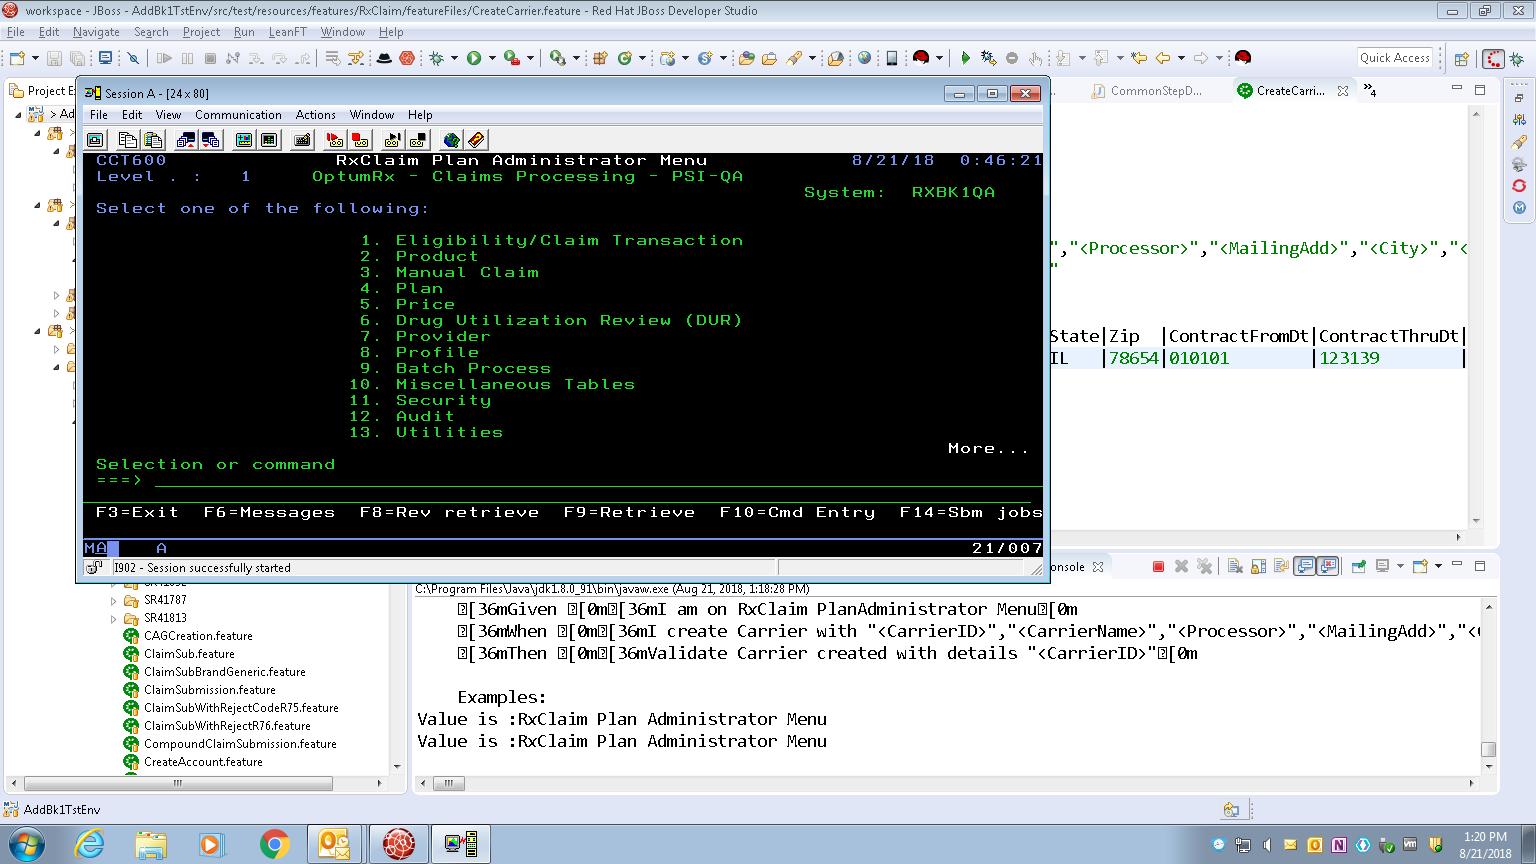 workspace - JBoss - AddBk1TstEnv/src/test/resources/features/RxClaim/featureFiles/CreateCarrier.feature - Red Hat JBoss Developer Studio
File Edit Navigate Search Project Run LeanFT Window Help
Quick Access
Project E
CommonStepD...
CreateCarri...
4
> Ad
Session A - [24 x 80]
File Edit View Communication Actions Window Help
CCT600 RxClaim Plan Administrator Menu 8/21/18 0:46:21
Level . : 1 OptumRx - Claims Processing - PSI-QA
System: RXBK1QA
Select one of the following:
1. Eligibility/Claim Transaction
2. Product
3. Manual Claim
4. Plan
5. Price
6. Drug Utilization Review (DUR)
7. Provider
8. Profile
9. Batch Process
10. Miscellaneous Tables
11. Security
12. Audit
13. Utilities
More...
Selection or command
===>
F3=Exit F6=Messages F8=Rev retrieve F9=Retrieve F10=Cmd Entry F14=Sbm jobs
MA A 21/007
I902 - Session successfully started
","<Processor>","<MailingAdd>","<City>","<
"
State|Zip |ContractFromDt|ContractThruDt|
IL |78654|010101 |123139 |
onsole
C:\Program Files\Java\jdk1.8.0_91\bin\javaw.exe (Aug 21, 2018, 1:18:28 PM)
[36mGiven [0m[36mI am on RxClaim PlanAdministrator Menu[0m
[36mWhen [0m[36mI create Carrier with "<CarrierID>","<CarrierName>","<Processor>","<MailingAdd>","<
[36mThen [0m[36mValidate Carrier created with details "<CarrierID>"[0m
Examples:
Value is :RxClaim Plan Administrator Menu
Value is :RxClaim Plan Administrator Menu
SR41787
SR41813
CAGCreation.feature
ClaimSub.feature
ClaimSubBrandGeneric.feature
ClaimSubmission.feature
ClaimSubWithRejectCodeR75.feature
ClaimSubWithRejectR76.feature
CompoundClaimSubmission.feature
CreateAccount.feature
AddBk1TstEnv
1:20 PM
8/21/2018